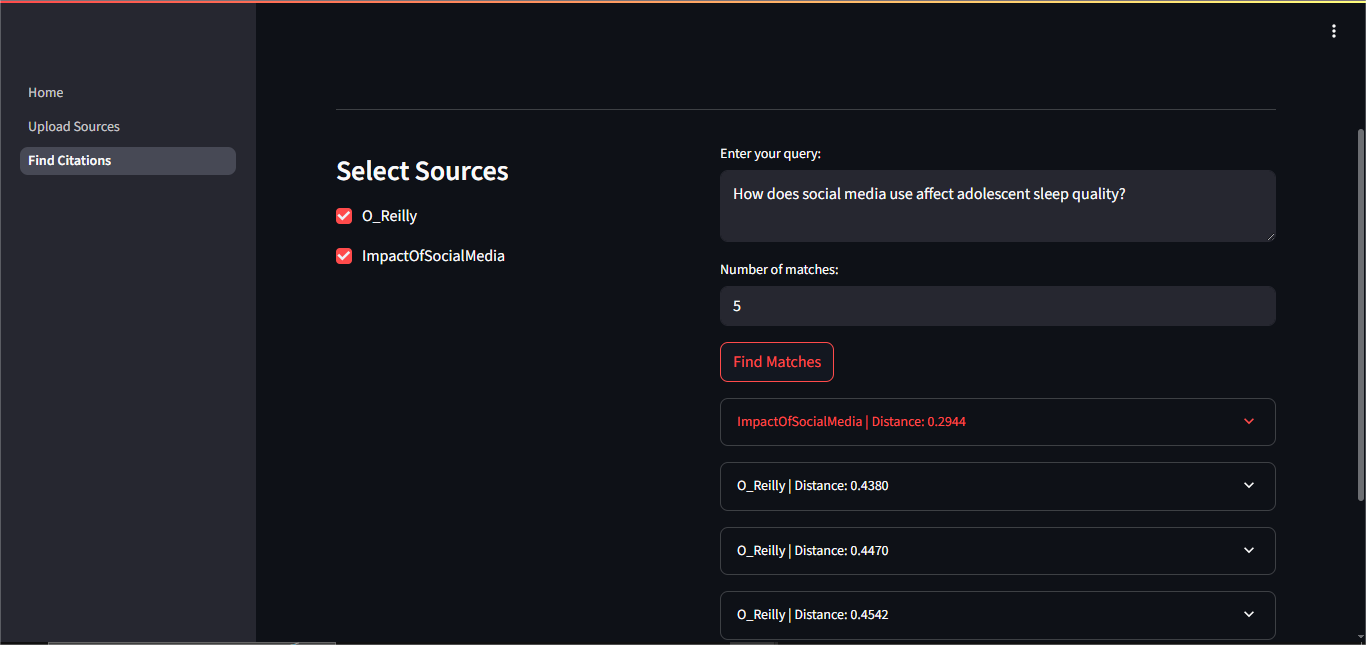 Home
Upload Sources
Find Citations
Select Sources
O_Reilly
ImpactOfSocialMedia
Enter your query:
How does social media use affect adolescent sleep quality?
Number of matches:
5
Find Matches
ImpactOfSocialMedia | Distance: 0.2944
O_Reilly | Distance: 0.4380
O_Reilly | Distance: 0.4470
O_Reilly | Distance: 0.4542